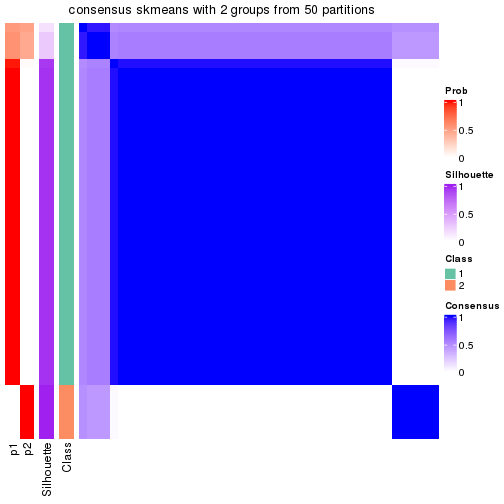 consensus skmeans with 2 groups from 50 partitions
Prob
1
0.5
0
Silhouette
1
0.5
0
Class
1
2
Consensus
1
0.5
0
p1
p2
Silhouette
Class